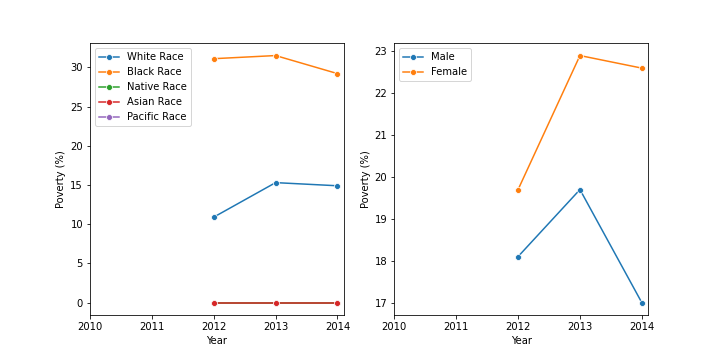 White Race
Black Race
Native Race
Asian Race
Pacific Race
30
25
20
15
10
5
0
Poverty (%)
2010 2011 2012 2013 2014
Year
Male
Female
23
22
21
20
19
18
17
Poverty (%)
2010 2011 2012 2013 2014
Year